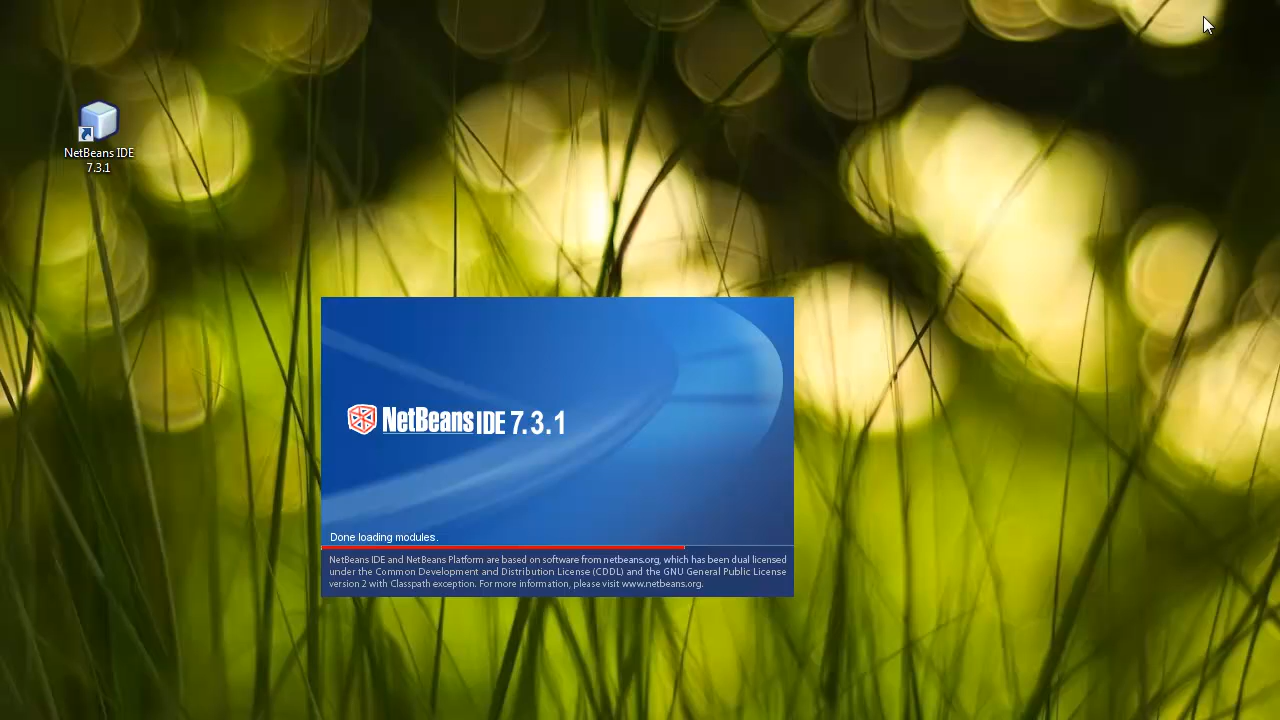 NetBeans IDE
7.3.1
NetBeans IDE 7.3.1
Done loading modules.
NetBeans IDE and NetBeans Platform are based on software from netbeans.org, which has been dual licensed
under the Common Development and Distribution License (CDDL) and the GNU General Public License
version 2 with Classpath exception. For more information, please visit www.netbeans.org.